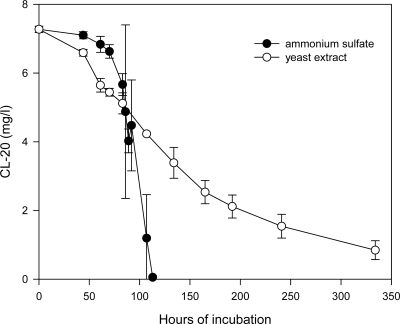 8
6
4
2
0
CL-20 (mg/l)
ammonium sulfate
yeast extract
0 50 100 150 200 250 300 350
Hours of incubation